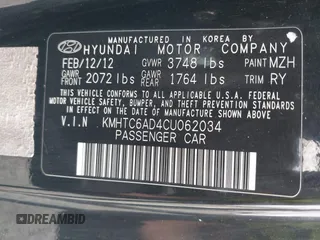 MANUFACTURED IN KOREA BY
HYUNDAI MOTOR COMPANY
FEB/12/12 GVWR 3748 lbs PAINT MZH
GAWR FRONT 2072 lbs GAWR REAR 1764 lbs TRIM RY
THIS VEHICLE CONFORMS TO ALL APPLICABLE U.S.A. FEDERAL
MOTOR VEHICLE SAFETY, BUMPER, AND THEFT PREVENTION
STANDARDS IN EFFECT ON THE DATE OF MANUFACTURE SHOWN ABOVE.
V.I.N KMHTC6AD4CU062034
PASSENGER CAR
DREAMBID